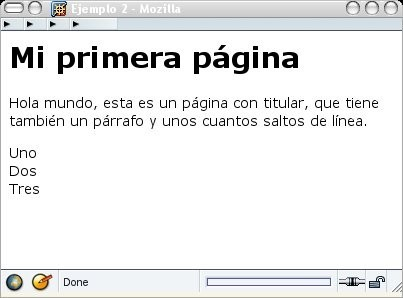 Ejemplo 2 - Mozilla
Mi primera página
Hola mundo, esta es un página con titular, que tiene
también un párrafo y unos cuantos saltos de línea.
Uno
Dos
Tres
Done